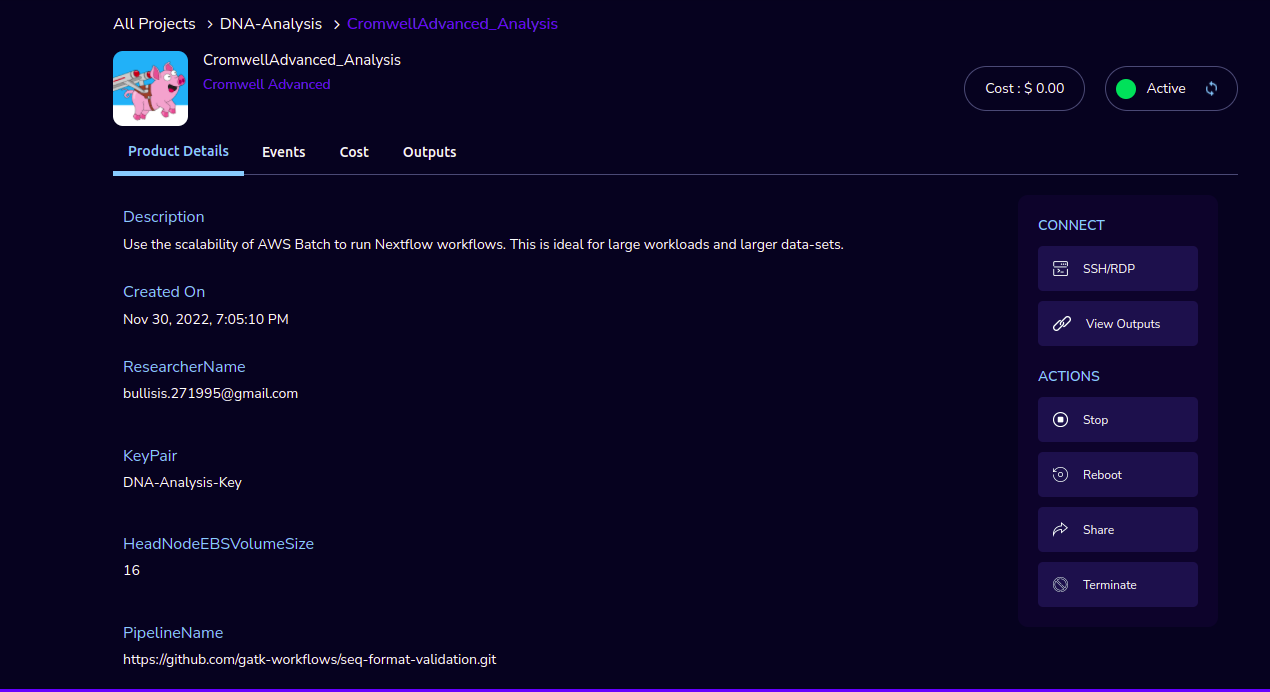 All Projects > DNA-Analysis > CromwellAdvanced_Analysis
CromwellAdvanced_Analysis
Cromwell Advanced
Cost : $ 0.00
Active
Product Details
Events
Cost
Outputs
Description
Use the scalability of AWS Batch to run Nextflow workflows. This is ideal for large workloads and larger data-sets.
Created On
Nov 30, 2022, 7:05:10 PM
ResearcherName
bullisis.271995@gmail.com
KeyPair
DNA-Analysis-Key
HeadNodeEBSVolumeSize
16
PipelineName
https://github.com/gatk-workflows/seq-format-validation.git
CONNECT
SSH/RDP
View Outputs
ACTIONS
Stop
Reboot
Share
Terminate